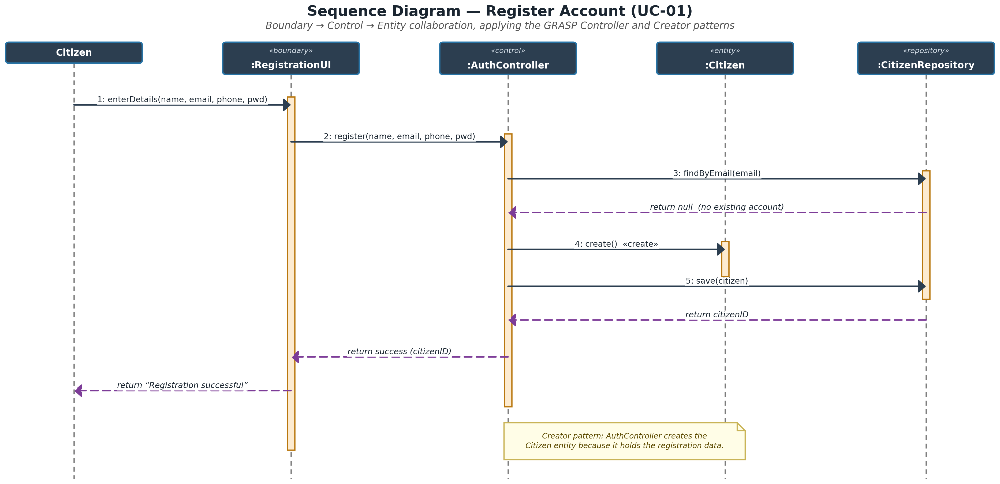 Sequence Diagram — Register Account (UC-01)
Boundary → Control → Entity collaboration, applying the GRASP Controller and Creator patterns
Citizen
«boundary»
:RegistrationUI
«control»
:AuthController
«entity»
:Citizen
«repository»
:CitizenRepository
1: enterDetails(name, email, phone, pwd)
2: register(name, email, phone, pwd)
3: findByEmail(email)
return null  (no existing account)
4: create()  «create»
5: save(citizen)
return citizenID
return success (citizenID)
return “Registration successful”
Creator pattern: AuthController creates the
Citizen entity because it holds the registration data.